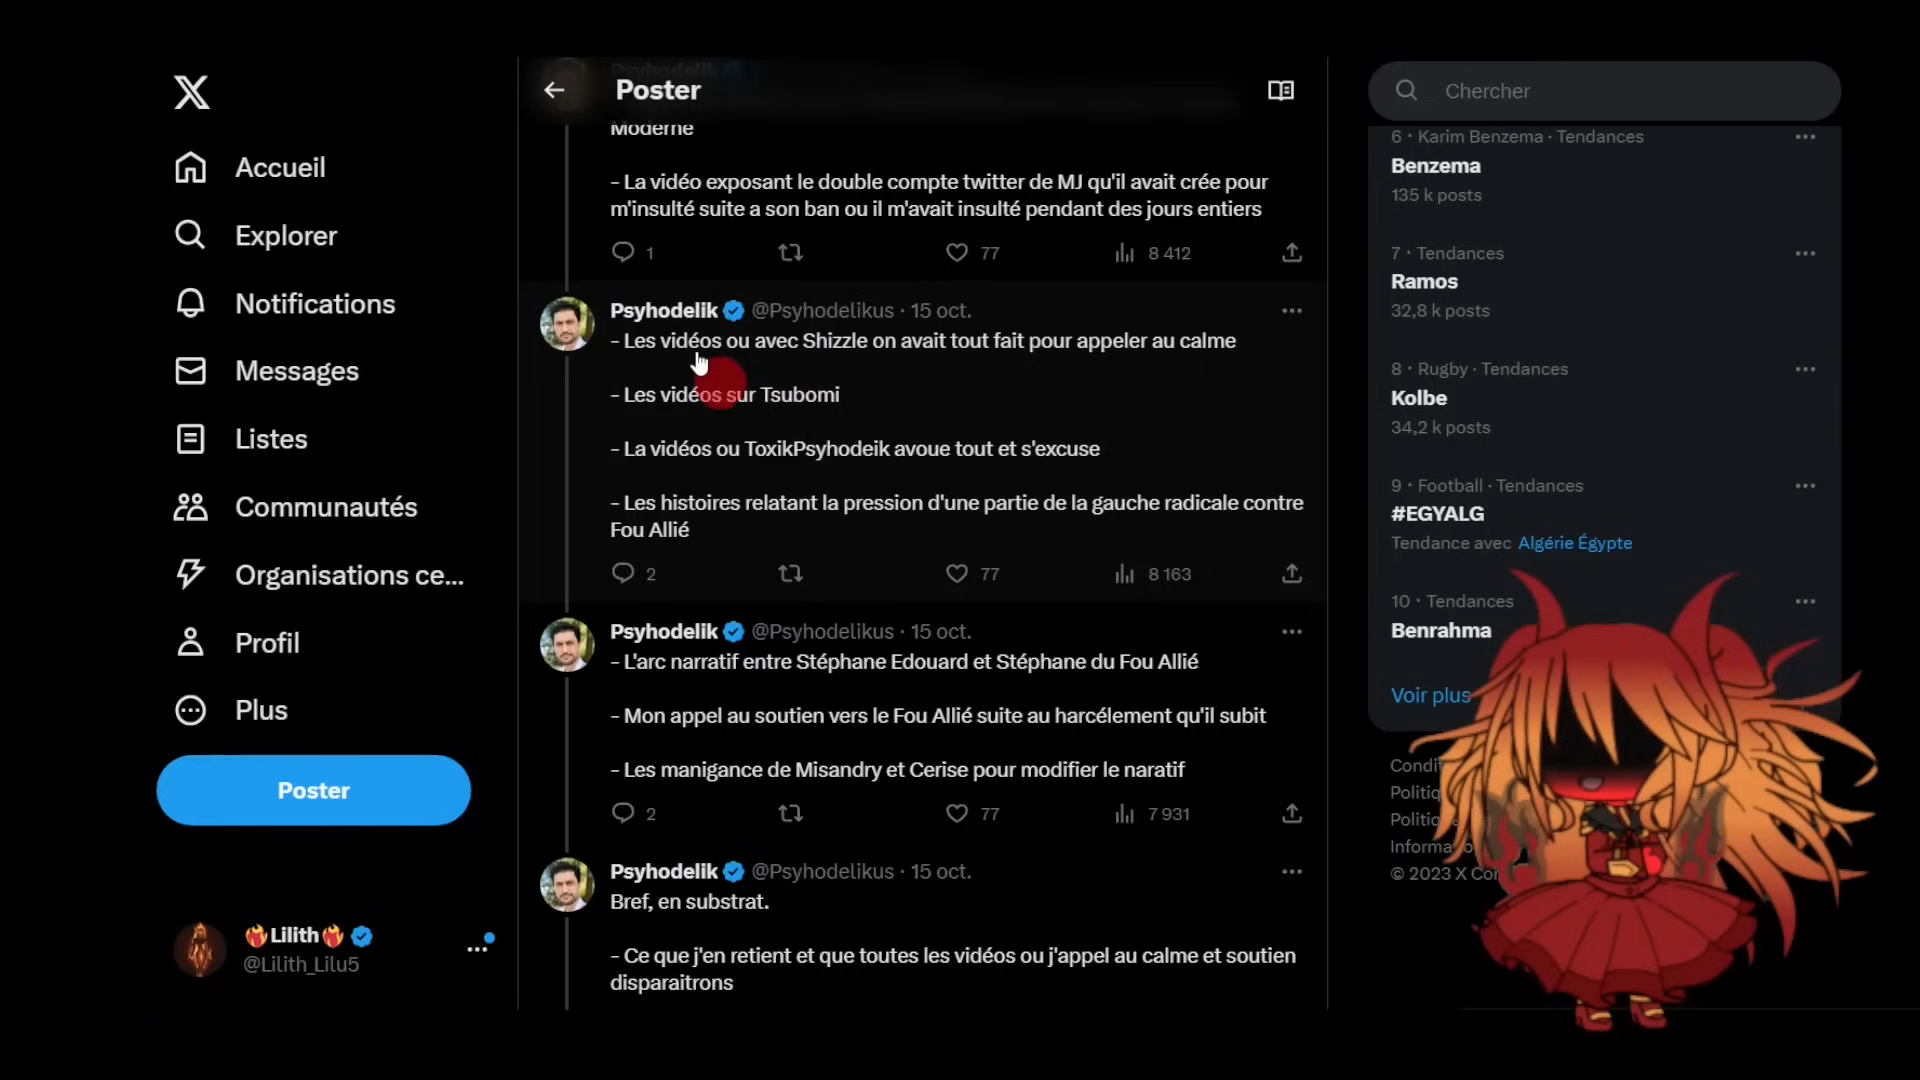 Accueil
Explorer
Notifications
Messages
Listes
Communautés
Organisations ce...
Profil
Plus
Poster
🔥Lilith🔥
@Lilith_Lilu5
Poster
Psyhodelik
Moderne
- La vidéo exposant le double compte twitter de MJ qu'il avait crée pour
m'insulté suite a son ban ou il m'avait insulté pendant des jours entiers
1 77 8 412
Psyhodelik @Psyhodelikus · 15 oct.
- Les vidéos ou avec Shizzle on avait tout fait pour appeler au calme
- Les vidéos sur Tsubomi
- La vidéos ou ToxikPsyhodeik avoue tout et s'excuse
- Les histoires relatant la pression d'une partie de la gauche radicale contre
Fou Allié
2 77 8 163
Psyhodelik @Psyhodelikus · 15 oct.
- L'arc narratif entre Stéphane Edouard et Stéphane du Fou Allié
- Mon appel au soutien vers le Fou Allié suite au harcélement qu'il subit
- Les manigance de Misandry et Cerise pour modifier le naratif
2 77 7 931
Psyhodelik @Psyhodelikus · 15 oct.
Bref, en substrat.
- Ce que j'en retient et que toutes les vidéos ou j'appel au calme et soutien
disparaitrons
Chercher
6 · Karim Benzema · Tendances
Benzema
135 k posts
7 · Tendances
Ramos
32,8 k posts
8 · Rugby · Tendances
Kolbe
34,2 k posts
9 · Football · Tendances
#EGYALG
Tendance avec Algérie Égypte
10 · Tendances
Benrahma
Voir plus
Condi
Politiq
Politiq
Informa
© 2023 X Cor